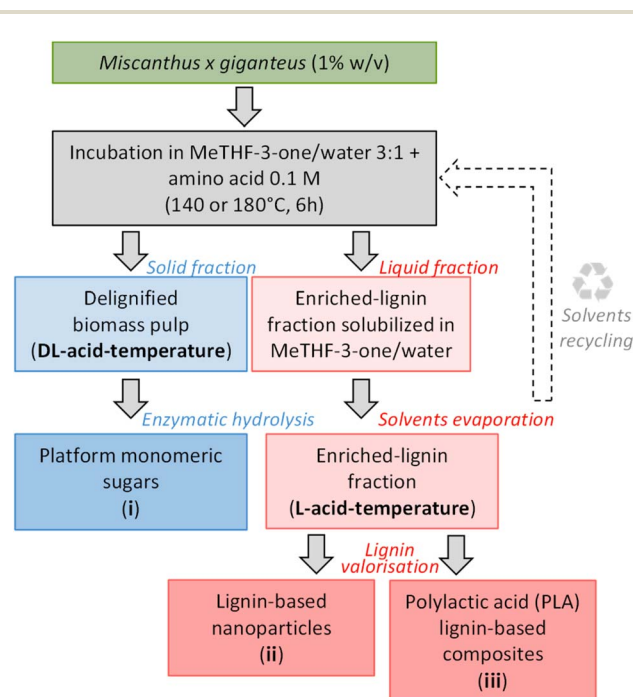 Miscanthus x giganteus (1% w/v)
Incubation in MeTHF-3-one/water 3:1 +
amino acid 0.1 M
(140 or 180°C, 6h)
Solid fraction
Liquid fraction
Delignified
biomass pulp
(DL-acid-temperature)
Enriched-lignin
fraction solubilized in
MeTHF-3-one/water
Solvents
recycling
Enzymatic hydrolysis
Solvents evaporation
Platform monomeric
sugars
(i)
Enriched-lignin
fraction
(L-acid-temperature)
Lignin
valorisation
Lignin-based
nanoparticles
(ii)
Polylactic acid (PLA)
lignin-based
composites
(iii)